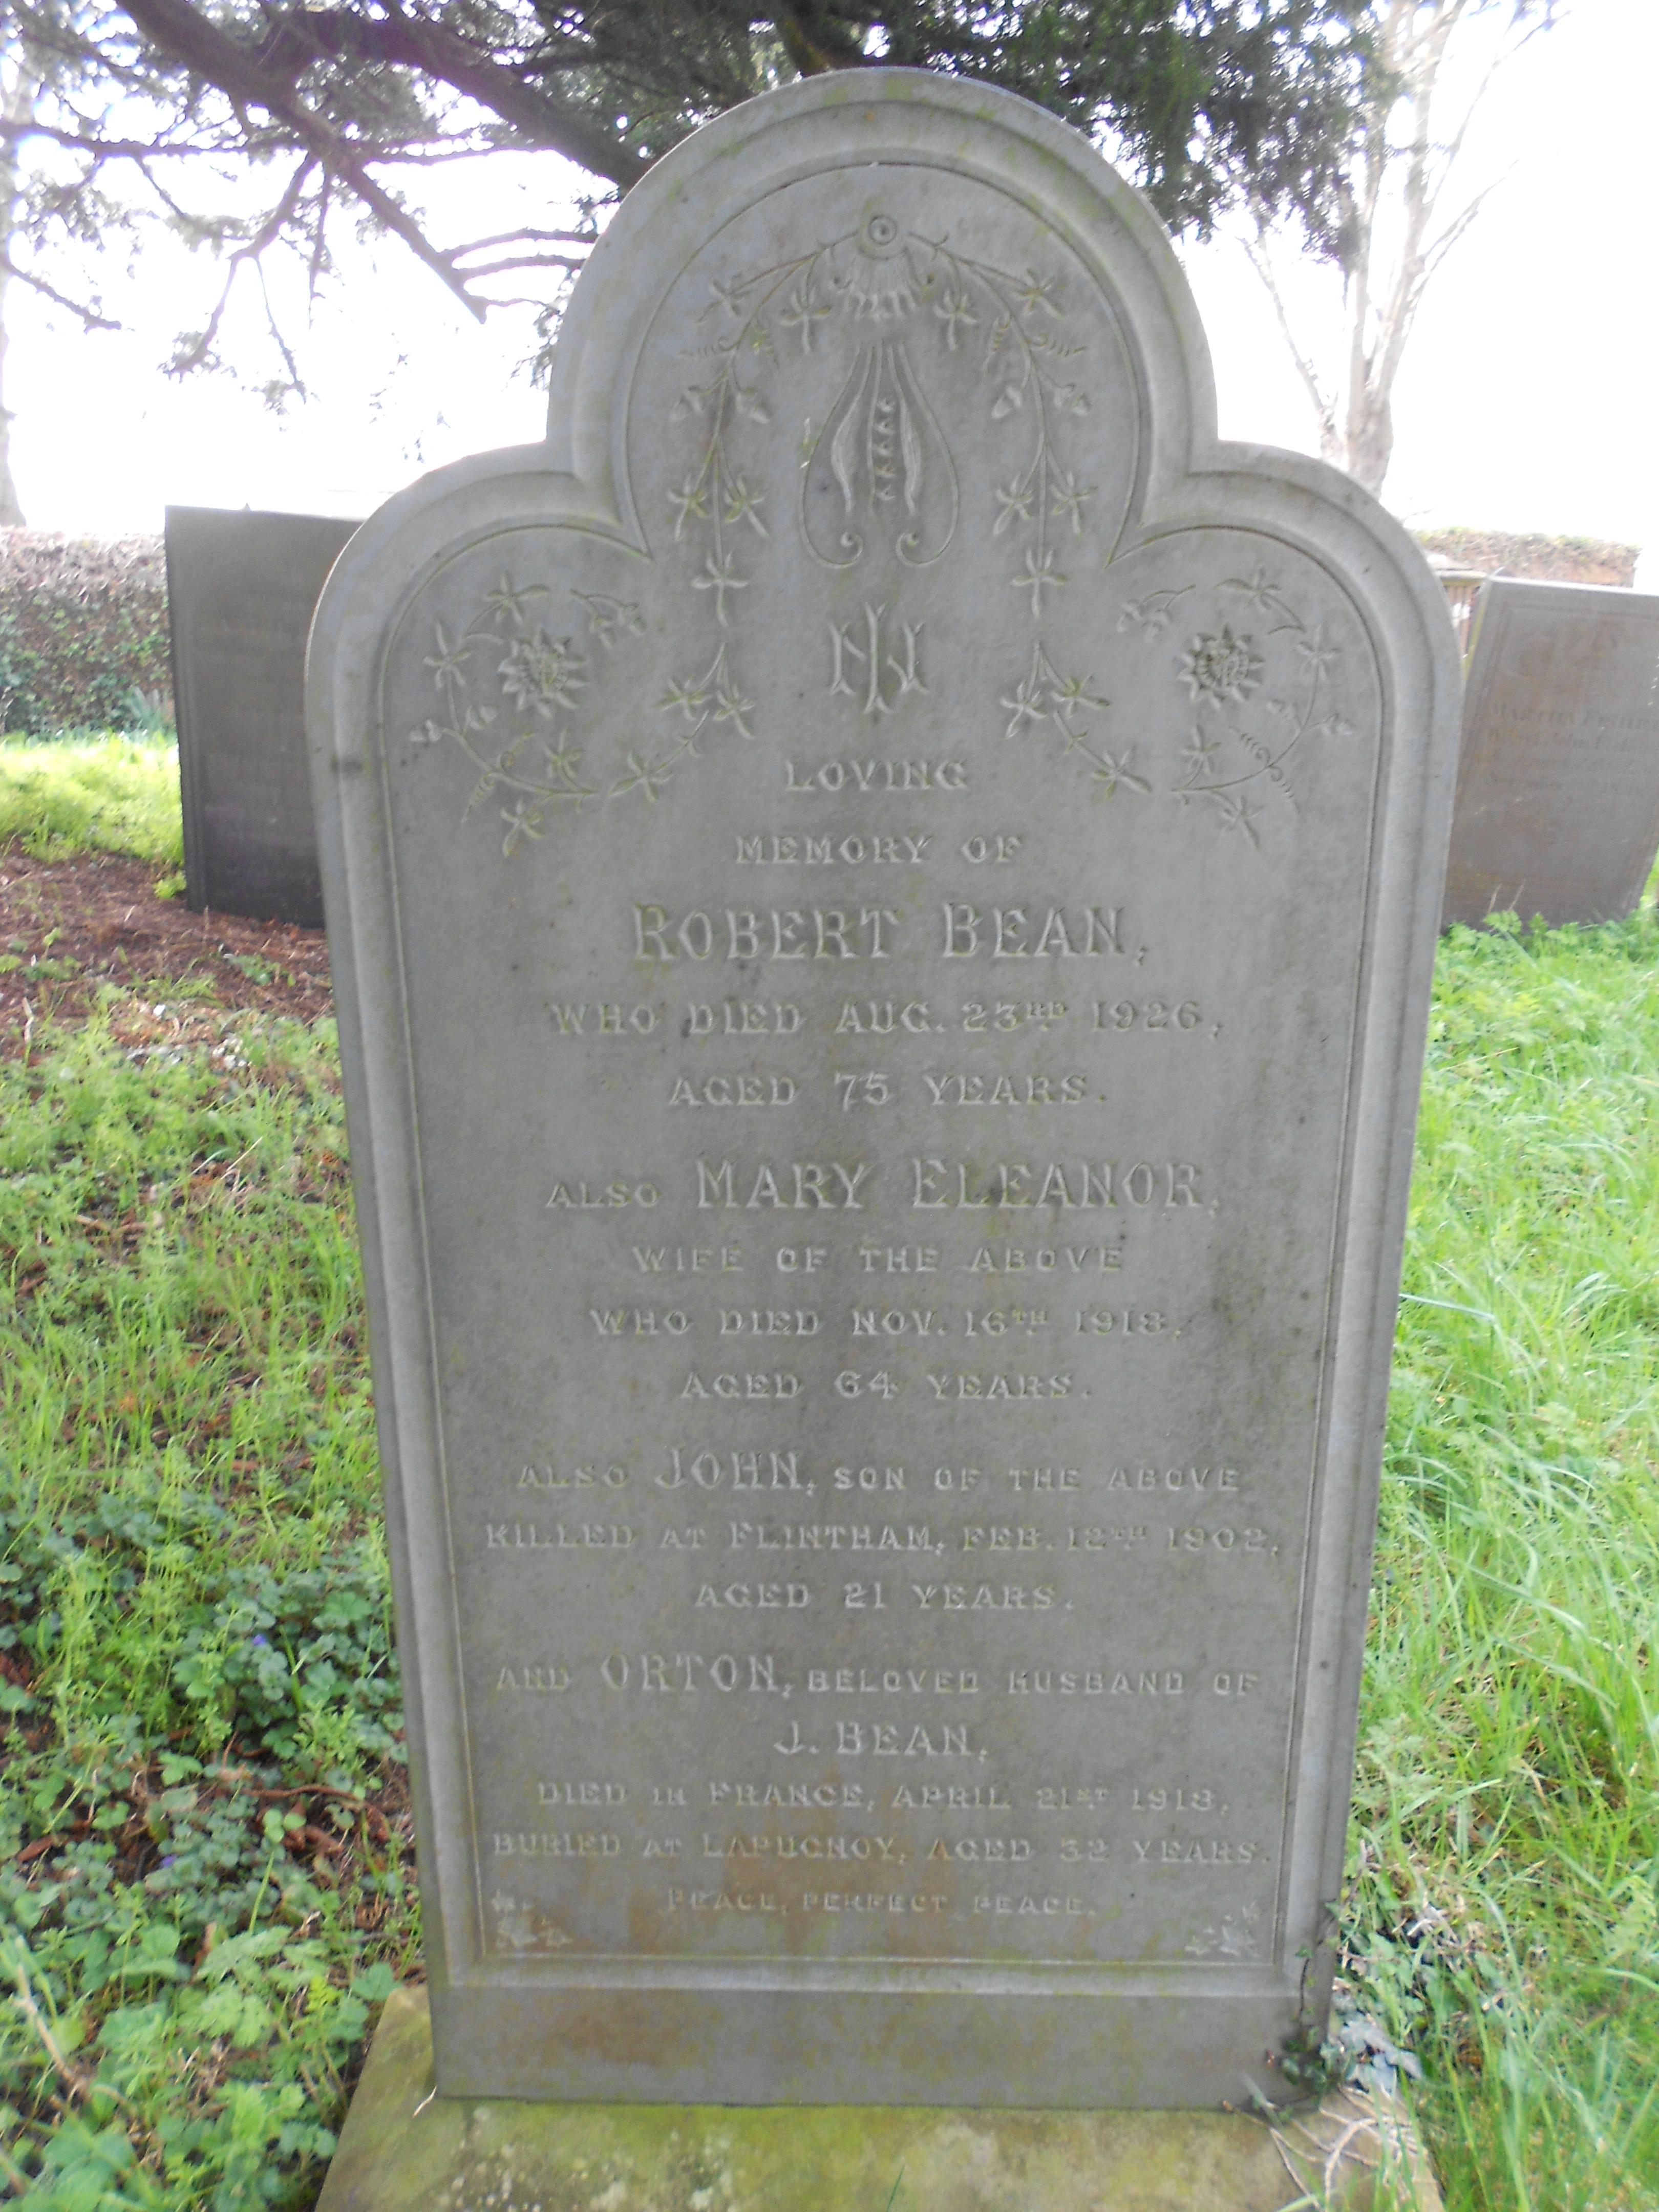 IN
LOVING
MEMORY OF
ROBERT BEAN,
WHO DIED AUG. 23RD 1926,
AGED 75 YEARS.
ALSO MARY ELEANOR,
WIFE OF THE ABOVE
WHO DIED NOV. 16TH 1918,
AGED 64 YEARS.
ALSO JOHN, SON OF THE ABOVE
KILLED AT FLINTHAM, FEB. 12TH 1902,
AGED 21 YEARS.
AND ORTON, BELOVED HUSBAND OF
J. BEAN,
DIED IN FRANCE, APRIL 21ST 1918,
BURIED AT LAPUGNOY, AGED 32 YEARS.
PEACE, PERFECT PEACE.
MARTHA